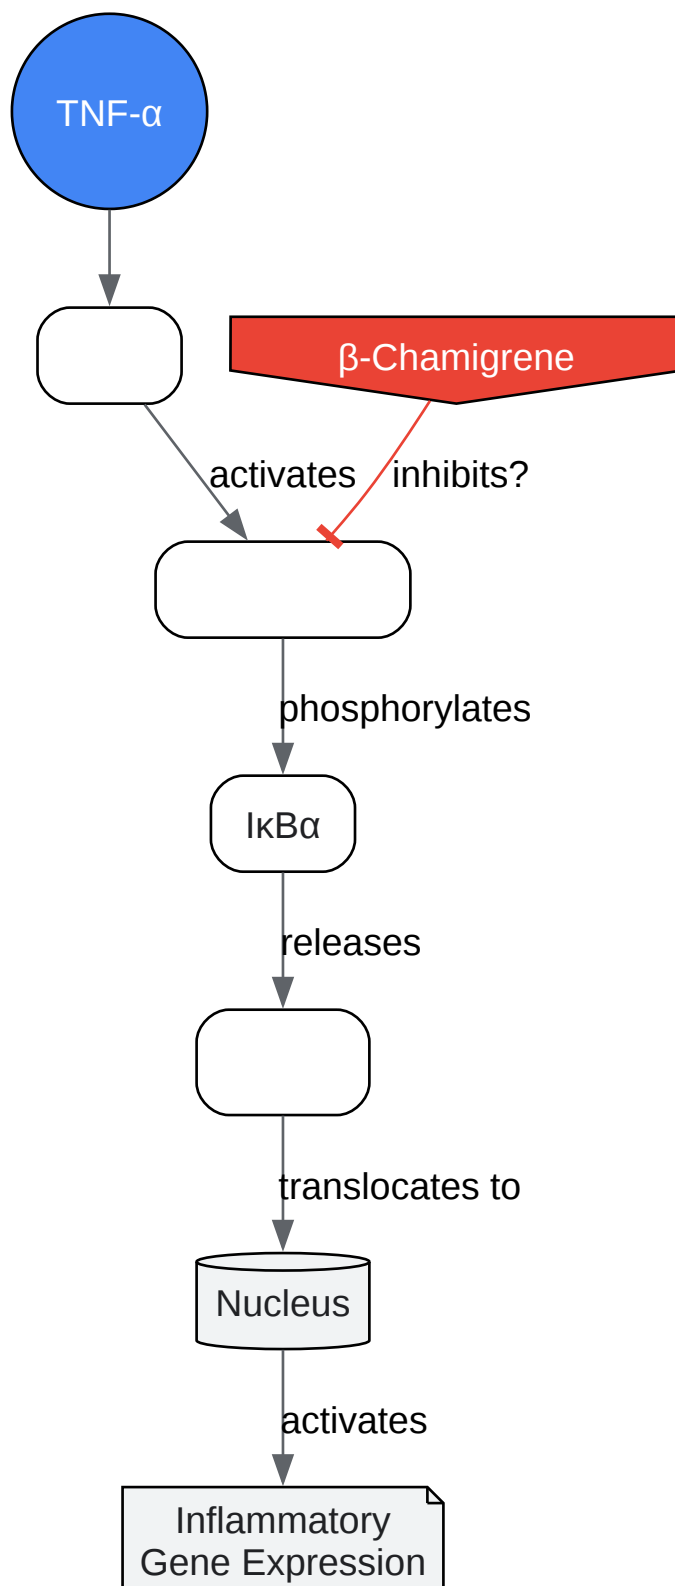 TNF-α
β-Chamigrene
activates
inhibits?
phosphorylates
IκBα
releases
translocates to
Nucleus
activates
Inflammatory
Gene Expression